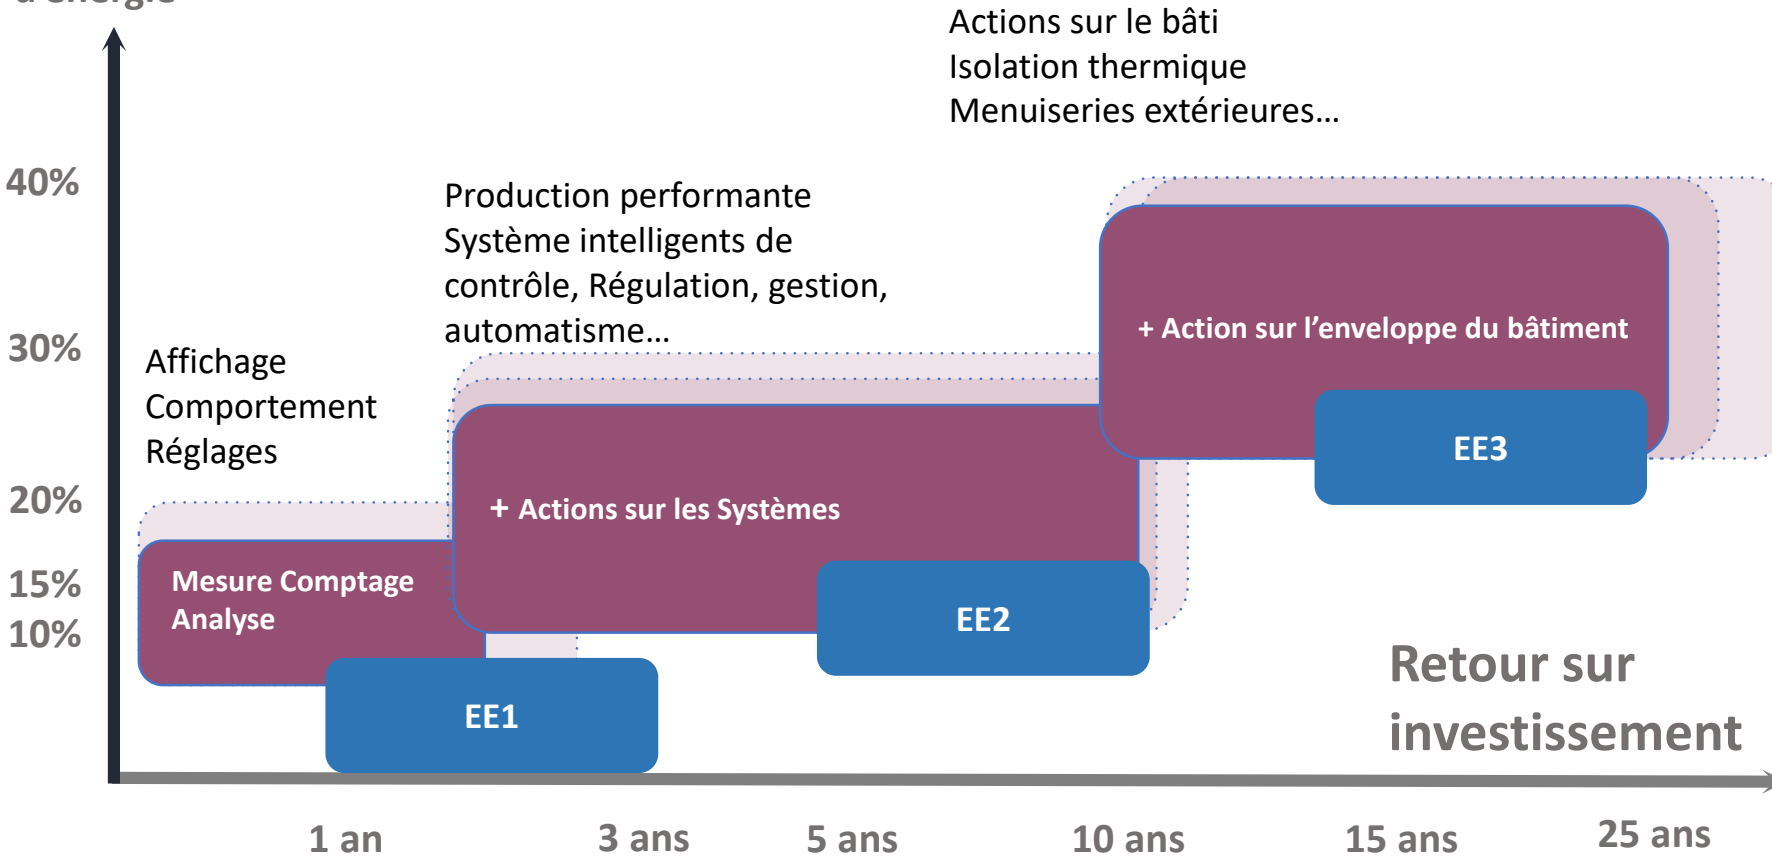 d'énergie
Actions sur le bâti
Isolation thermique
Menuiseries extérieures…
40%
Production performante
Système intelligents de
contrôle, Régulation, gestion,
automatisme…
30%
Affichage
Comportement
Réglages
+ Action sur l’enveloppe du bâtiment
EE3
20%
+ Actions sur les Systèmes
15%
Mesure Comptage
Analyse
10%
EE2
EE1
Retour sur
investissement
1 an
3 ans
5 ans
10 ans
15 ans
25 ans